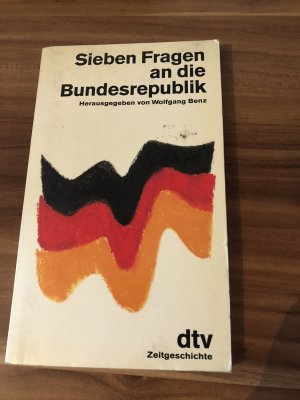 Sieben Fragen
an die
Bundesrepublik
Herausgegeben von Wolfgang Benz
dtv
Zeitgeschichte